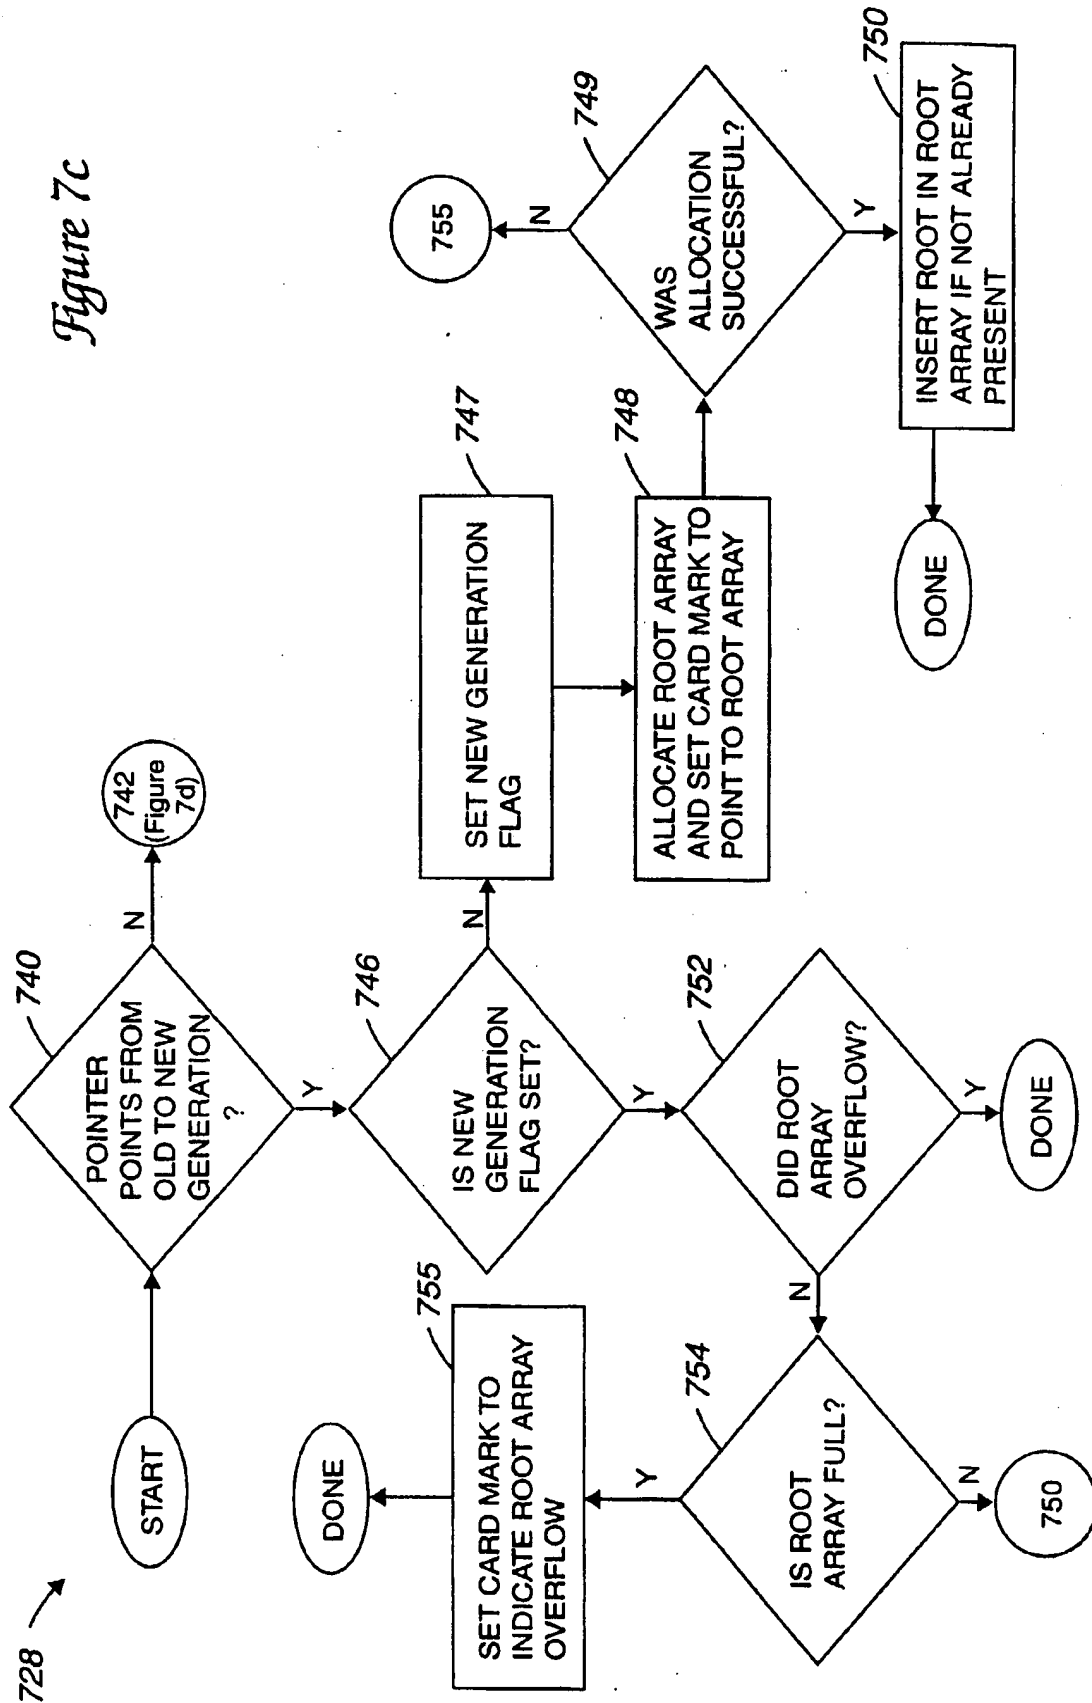 Figure 7c
728
START
740
POINTER
POINTS FROM
OLD TO NEW
GENERATION
?
N
742
(Figure
7d)
Y
746
IS NEW
GENERATION
FLAG SET?
N
747
SET NEW GENERATION
FLAG
748
ALLOCATE ROOT ARRAY
AND SET CARD MARK TO
POINT TO ROOT ARRAY
749
WAS
ALLOCATION
SUCCESSFUL?
N
755
Y
750
INSERT ROOT IN ROOT
ARRAY IF NOT ALREADY
PRESENT
DONE
Y
752
DID ROOT
ARRAY
OVERFLOW?
Y
DONE
N
754
IS ROOT
ARRAY FULL?
N
750
Y
755
SET CARD MARK TO
INDICATE ROOT ARRAY
OVERFLOW
DONE